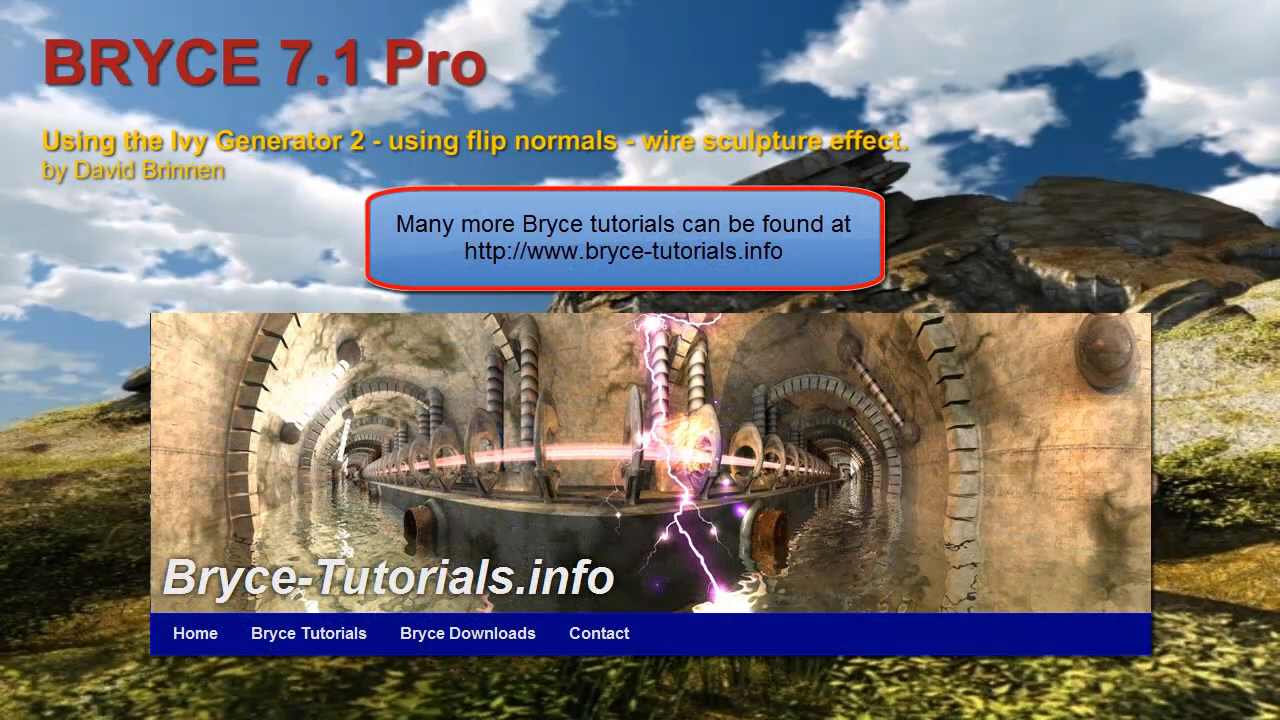 BRYCE 7.1 Pro
Using the Ivy Generator 2 - using flip normals - wire sculpture effect.
by David Brinnen
Many more Bryce tutorials can be found at
http://www.bryce-tutorials.info
Bryce-Tutorials.info
Home Bryce Tutorials Bryce Downloads Contact